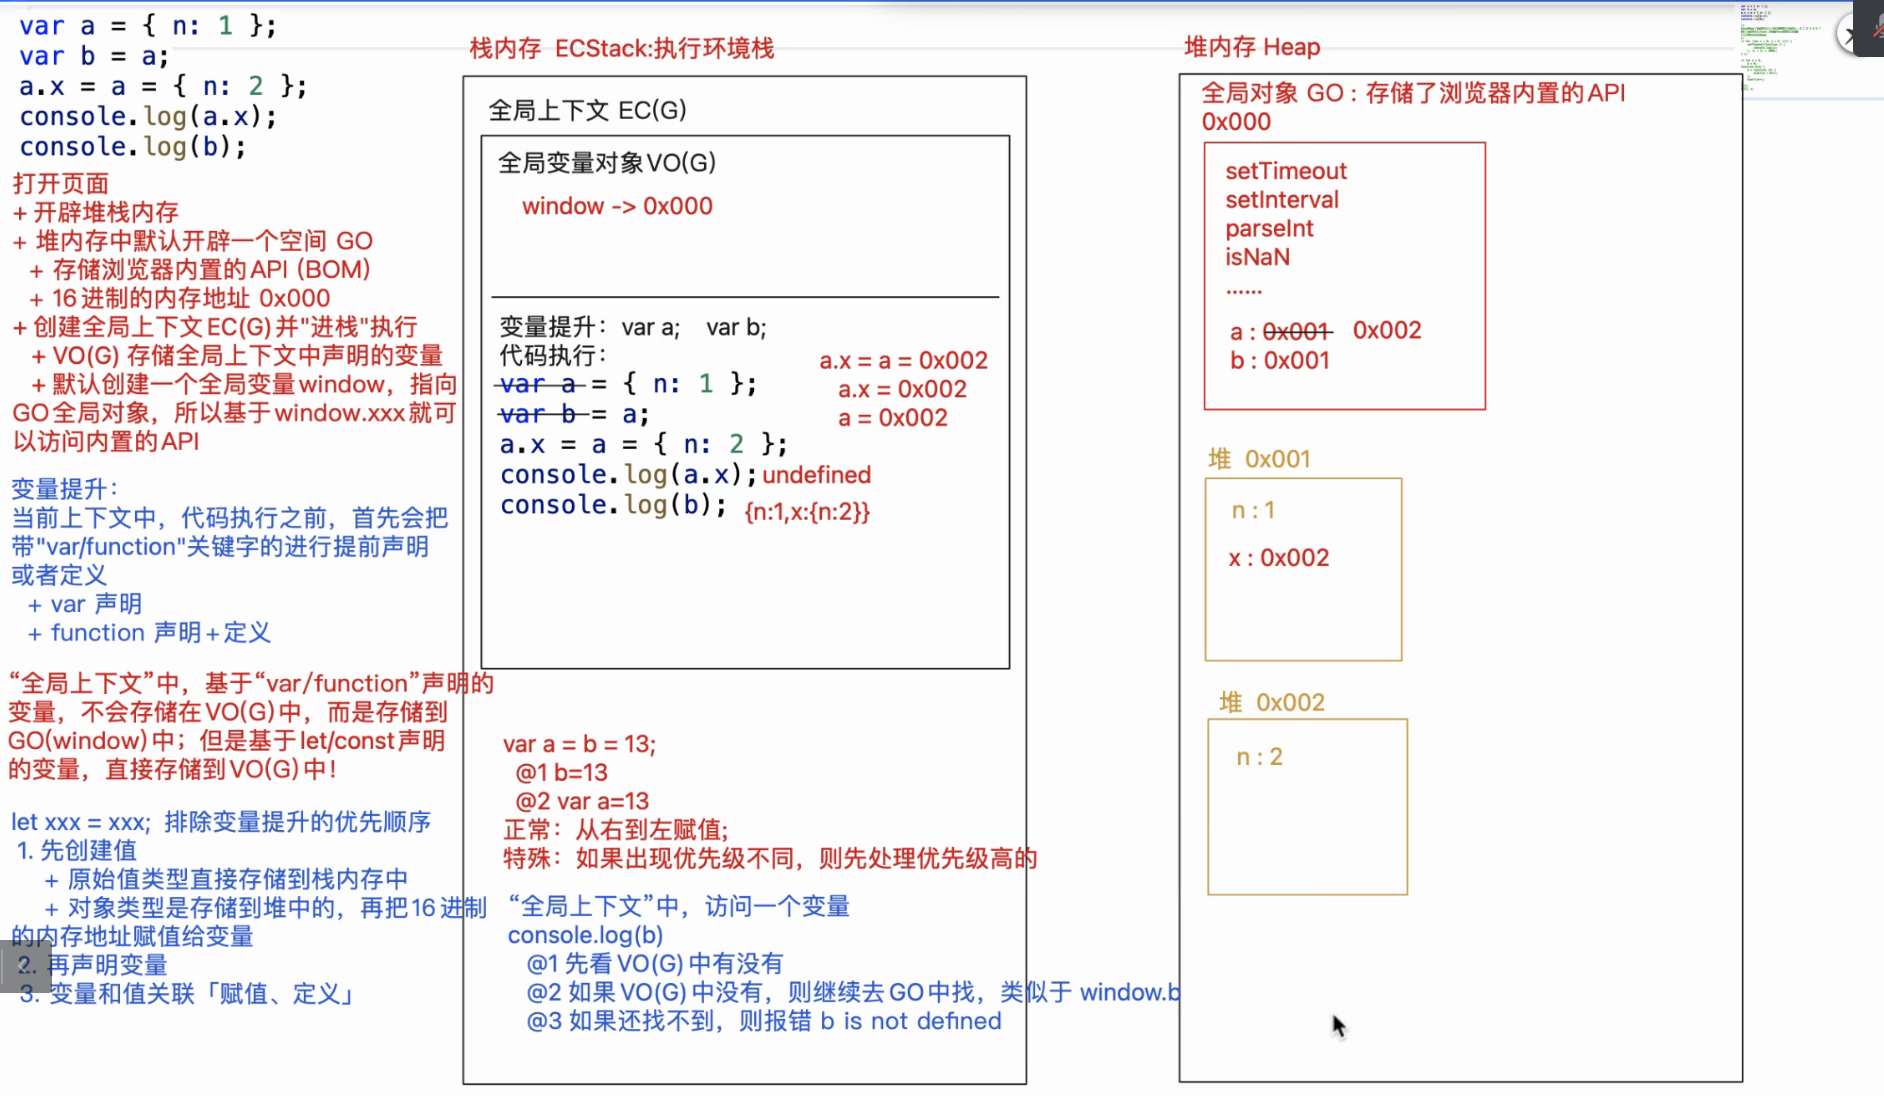 var a = { n: 1 };
var b = a;
a.x = a = { n: 2 };
console.log(a.x);
console.log(b);
打开页面
+ 开辟堆栈内存
+ 堆内存中默认开辟一个空间 GO
+ 存储浏览器内置的API (BOM)
+ 16进制的内存地址 0x000
+ 创建全局上下文EC(G)并"进栈"执行
+ VO(G) 存储全局上下文中声明的变量
+ 默认创建一个全局变量window，指向
GO全局对象，所以基于window.xxx就可
以访问内置的API
变量提升：
当前上下文中，代码执行之前，首先会把
带"var/function"关键字的进行提前声明
或者定义
+ var 声明
+ function 声明+定义
“全局上下文”中，基于“var/function”声明的
变量，不会存储在VO(G)中，而是存储到
GO(window)中；但是基于let/const声明
的变量，直接存储到VO(G)中！
let xxx = xxx; 排除变量提升的优先顺序
1. 先创建值
+ 原始值类型直接存储到栈内存中
+ 对象类型是存储到堆中的，再把16进制
的内存地址赋值给变量
2. 再声明变量
3. 变量和值关联「赋值、定义」
栈内存 ECStack:执行环境栈
全局上下文 EC(G)
全局变量对象VO(G)
window -> 0x000
变量提升：var a; var b;
代码执行：
var a = { n: 1 };
var b = a;
a.x = a = { n: 2 };
console.log(a.x); undefined
console.log(b); {n:1,x:{n:2}}
a.x = a = 0x002
a.x = 0x002
a = 0x002
var a = b = 13;
@1 b=13
@2 var a=13
正常：从右到左赋值;
特殊：如果出现优先级不同，则先处理优先级高的
“全局上下文”中，访问一个变量
console.log(b)
@1 先看VO(G)中有没有
@2 如果VO(G)中没有，则继续去GO中找，类似于 window.b
@3 如果还找不到，则报错 b is not defined
堆内存 Heap
全局对象 GO : 存储了浏览器内置的API
0x000
setTimeout
setInterval
parseInt
isNaN
......
a : 0x001 0x002
b : 0x001
堆 0x001
n : 1
x : 0x002
堆 0x002
n : 2